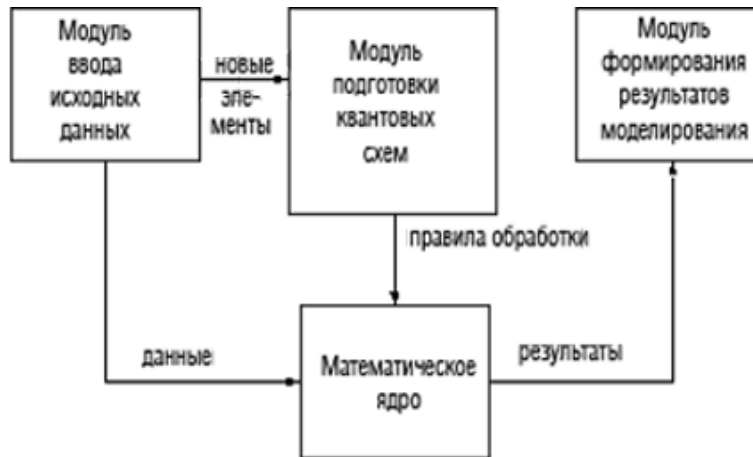 Модуль
ввода
исходных
данных
новые
эле-
менты
Модуль
подготовки
квантовых
схем
Модуль
формирования
результатов
моделирования
правила обработки
данные
Математическое
ядро
результаты